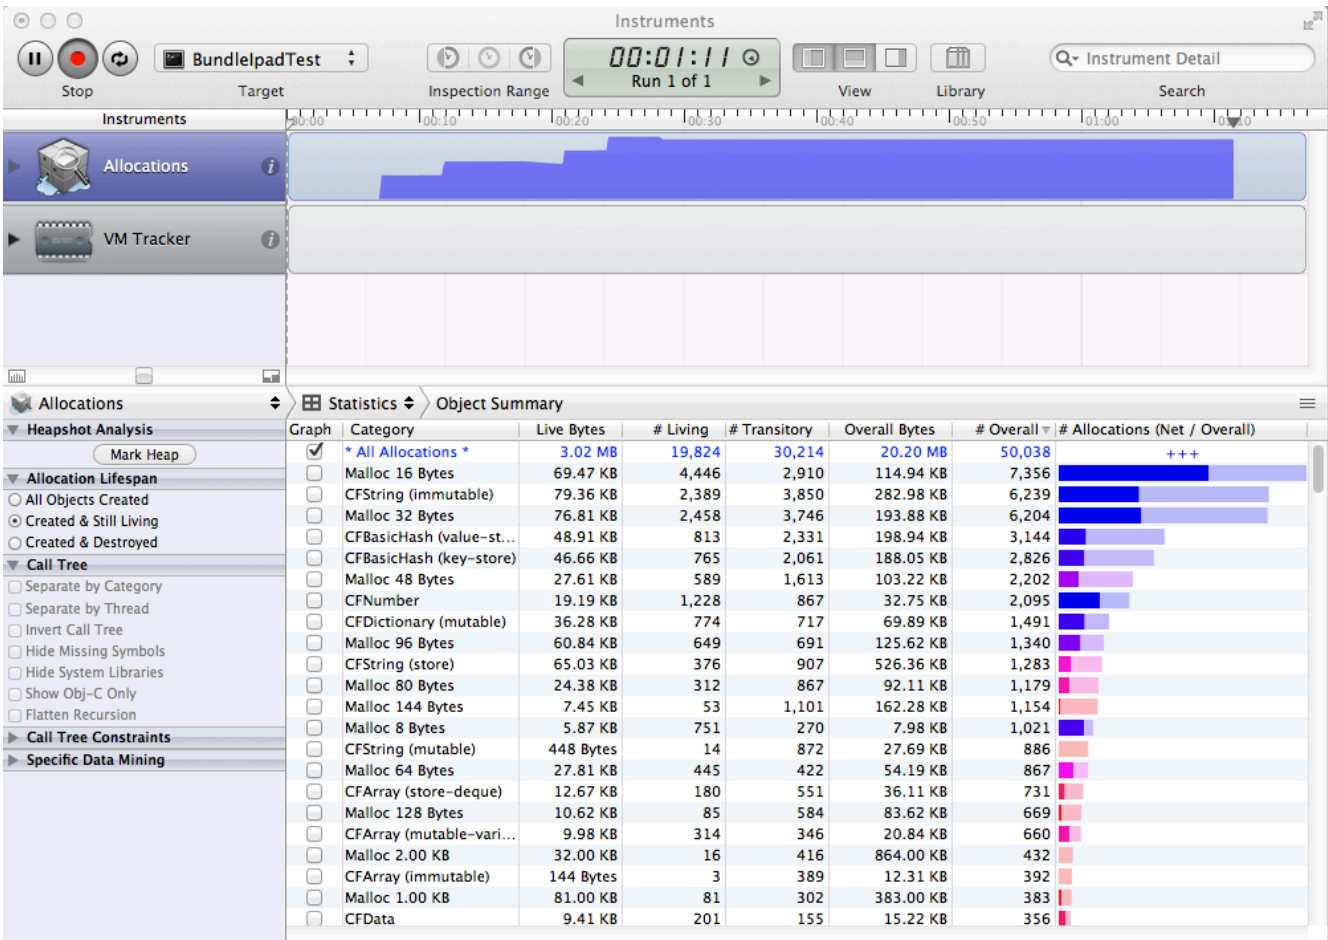 Instruments
00:01:11
Run 1 of 1
BundleIpadTest
Instrument Detail
Stop
Target
Inspection Range
View
Library
Search
Instruments
00:00 00:10 00:20 00:30 00:40 00:50 01:00 01:10
Allocations
VM Tracker
Allocations
Statistics Object Summary
Heapshot Analysis
Mark Heap
Allocation Lifespan
All Objects Created
Created & Still Living
Created & Destroyed
Call Tree
Separate by Category
Separate by Thread
Invert Call Tree
Hide Missing Symbols
Hide System Libraries
Show Obj-C Only
Flatten Recursion
Call Tree Constraints
Specific Data Mining
Graph Category Live Bytes # Living # Transitory Overall Bytes # Overall # Allocations (Net / Overall)
* All Allocations * 3.02 MB 19,824 30,214 20.20 MB 50,038 +++
Malloc 16 Bytes 69.47 KB 4,446 2,910 114.94 KB 7,356
CFString (immutable) 79.36 KB 2,389 3,850 282.98 KB 6,239
Malloc 32 Bytes 76.81 KB 2,458 3,746 193.88 KB 6,204
CFBasicHash (value-st... 48.91 KB 813 2,331 198.94 KB 3,144
CFBasicHash (key-store) 46.66 KB 765 2,061 188.05 KB 2,826
Malloc 48 Bytes 27.61 KB 589 1,613 103.22 KB 2,202
CFNumber 19.19 KB 1,228 867 32.75 KB 2,095
CFDictionary (mutable) 36.28 KB 774 717 69.89 KB 1,491
Malloc 96 Bytes 60.84 KB 649 691 125.62 KB 1,340
CFString (store) 65.03 KB 376 907 526.36 KB 1,283
Malloc 80 Bytes 24.38 KB 312 867 92.11 KB 1,179
Malloc 144 Bytes 7.45 KB 53 1,101 162.28 KB 1,154
Malloc 8 Bytes 5.87 KB 751 270 7.98 KB 1,021
CFString (mutable) 448 Bytes 14 872 27.69 KB 886
Malloc 64 Bytes 27.81 KB 445 422 54.19 KB 867
CFArray (store-deque) 12.67 KB 180 551 36.11 KB 731
Malloc 128 Bytes 10.62 KB 85 584 83.62 KB 669
CFArray (mutable-vari... 9.98 KB 314 346 20.84 KB 660
Malloc 2.00 KB 32.00 KB 16 416 864.00 KB 432
CFArray (immutable) 144 Bytes 3 389 12.31 KB 392
Malloc 1.00 KB 81.00 KB 81 302 383.00 KB 383
CFData 9.41 KB 201 155 15.22 KB 356